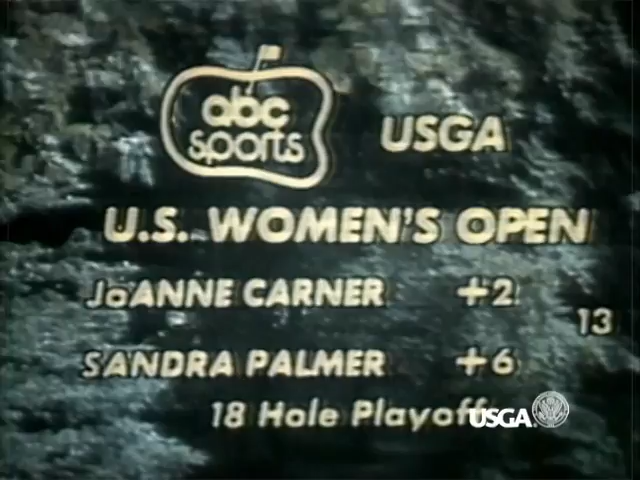 abc
sports
USGA
U.S. WOMEN'S OPEN
JoANNE CARNER +2
13
SANDRA PALMER +6
18 Hole Playoff
USGA